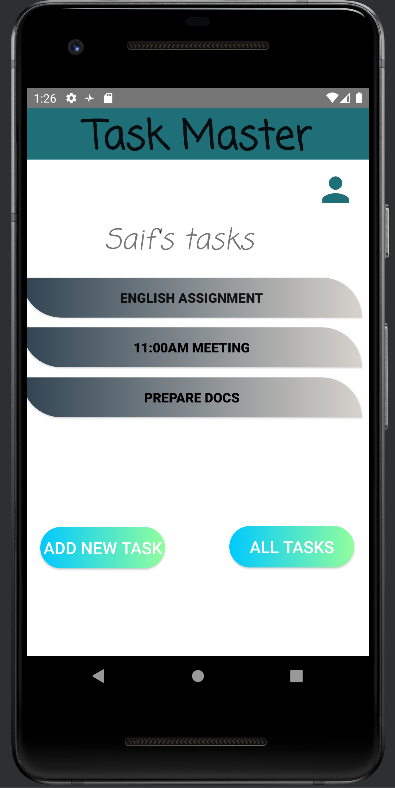 1:26
Task Master
Saif's tasks
ENGLISH ASSIGNMENT
11:00AM MEETING
PREPARE DOCS
ADD NEW TASK
ALL TASKS